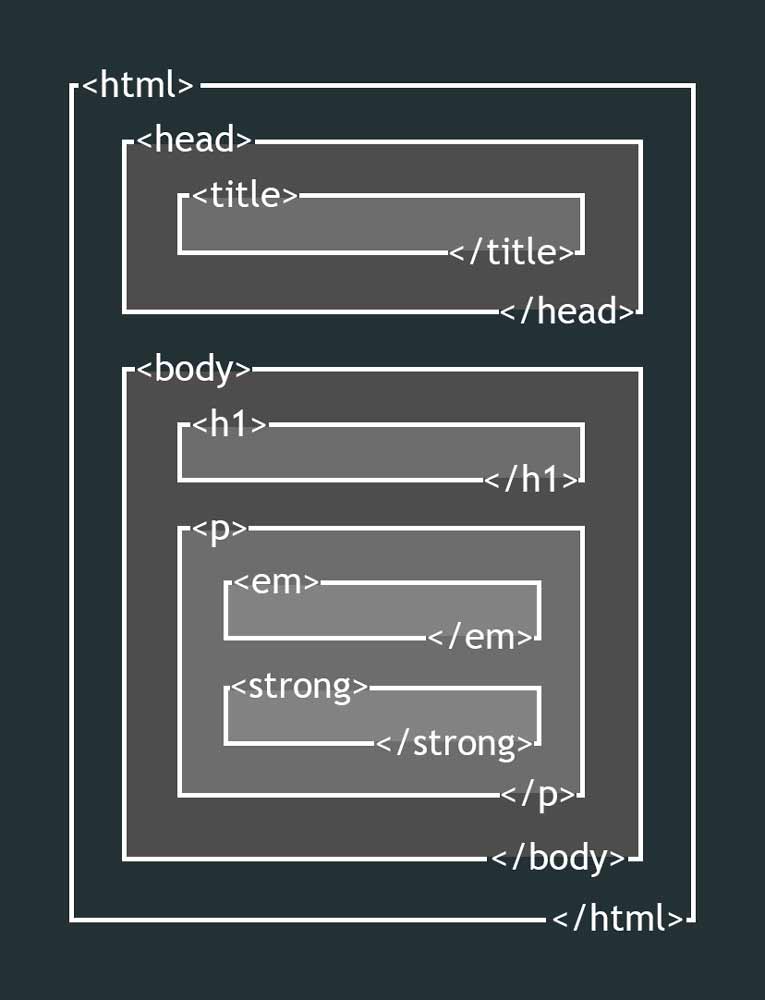 <html>
<head>
<title>
</title>
</head>
<body>
<h1>
</h1>
<p>
<em>
</em>
<strong>
</strong>
</p>
</body>
</html>